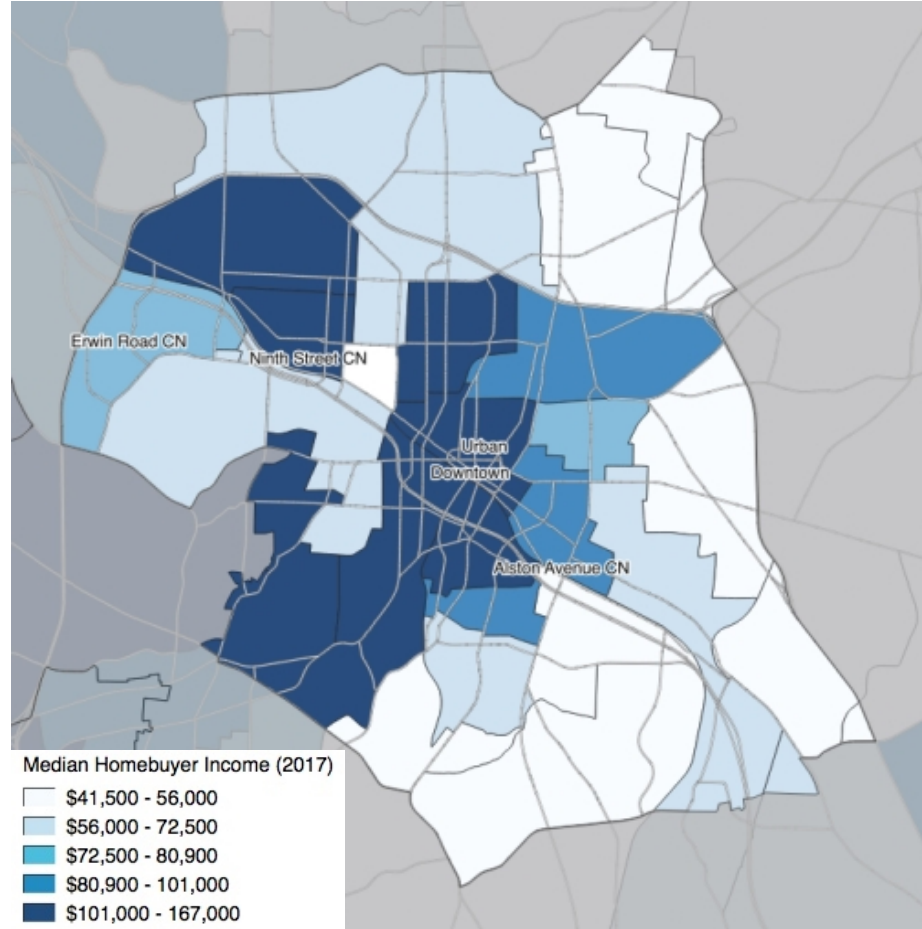 Erwin Road CN
Ninth Street CN
Urban
Downtown
Alston Avenue CN
Median Homebuyer Income (2017)
$41,500 - 56,000
$56,000 - 72,500
$72,500 - 80,900
$80,900 - 101,000
$101,000 - 167,000